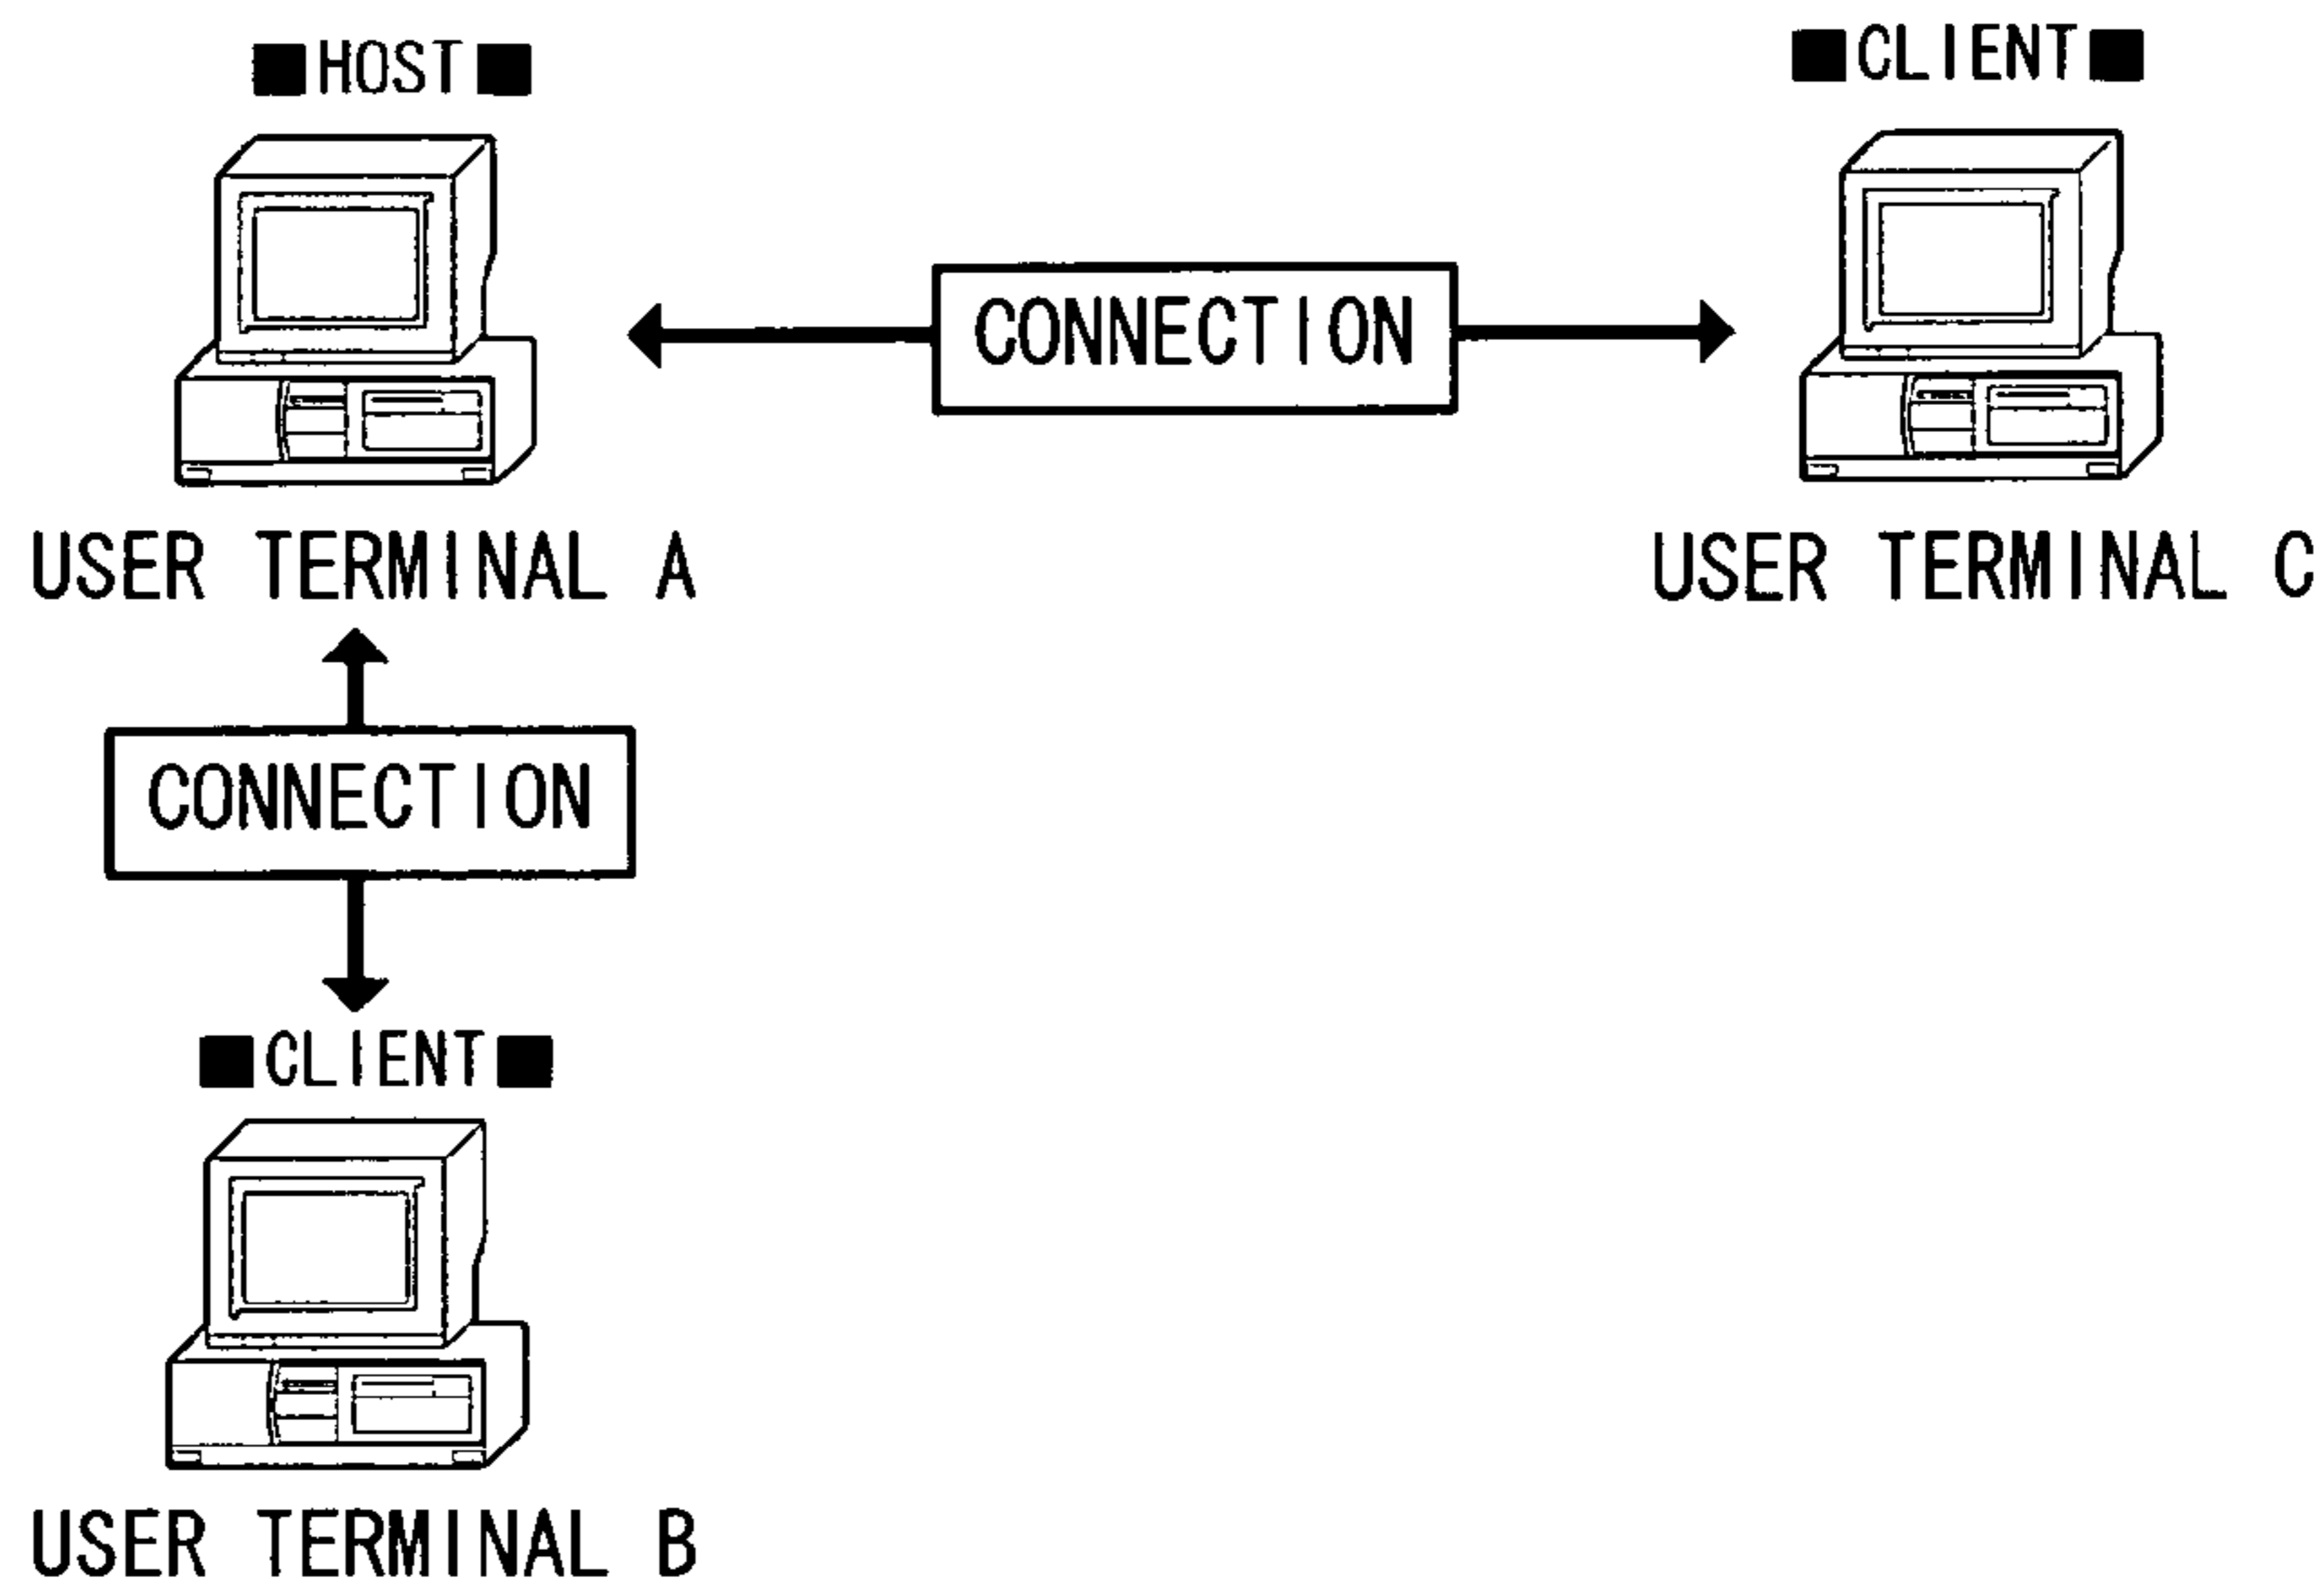 ■HOST■
■CLIENT■
CONNECTION
USER TERMINAL A
USER TERMINAL C
CONNECTION
■CLIENT■
USER TERMINAL B